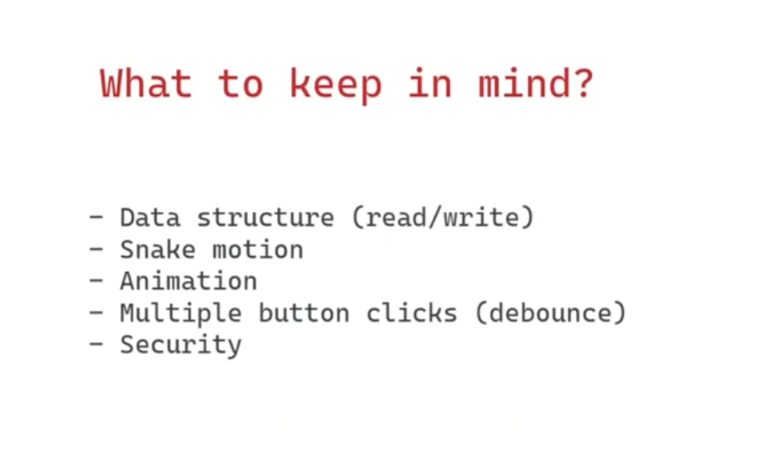 What to keep in mind?
- Data structure (read/write)
- Snake motion
- Animation
- Multiple button clicks (debounce)
- Security